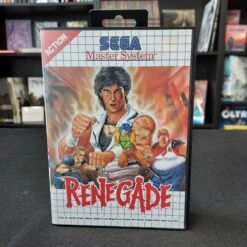 ACTION
SEGA
Master System
RENEGADE